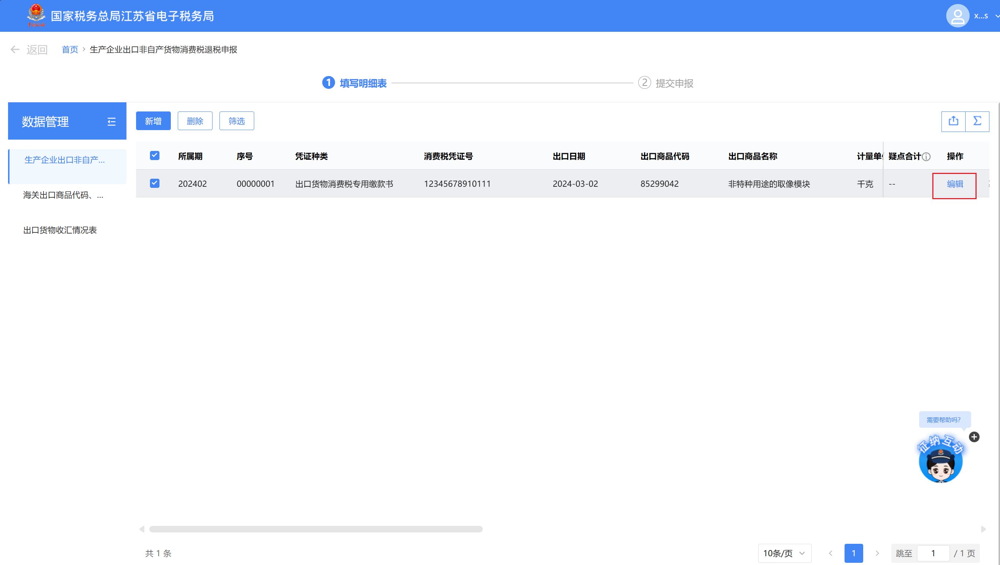 国家税务总局江苏省电子税务局
x...s
返回 首页 > 生产企业出口非自产货物消费税退税申报
1 填写明细表 2 提交申报
数据管理
新增 删除 筛选
生产企业出口非自产...
海关出口商品代码、...
出口货物收汇情况表
所属期 序号 凭证种类 消费税凭证号 出口日期 出口商品代码 出口商品名称 计量单 疑点合计 操作
202402 00000001 出口货物消费税专用缴款书 12345678910111 2024-03-02 85299042 非特种用途的取像模块 千克 -- 编辑
需要帮助吗?
征纳互动
共 1 条
10条/页 < 1 > 跳至 1 / 1 页